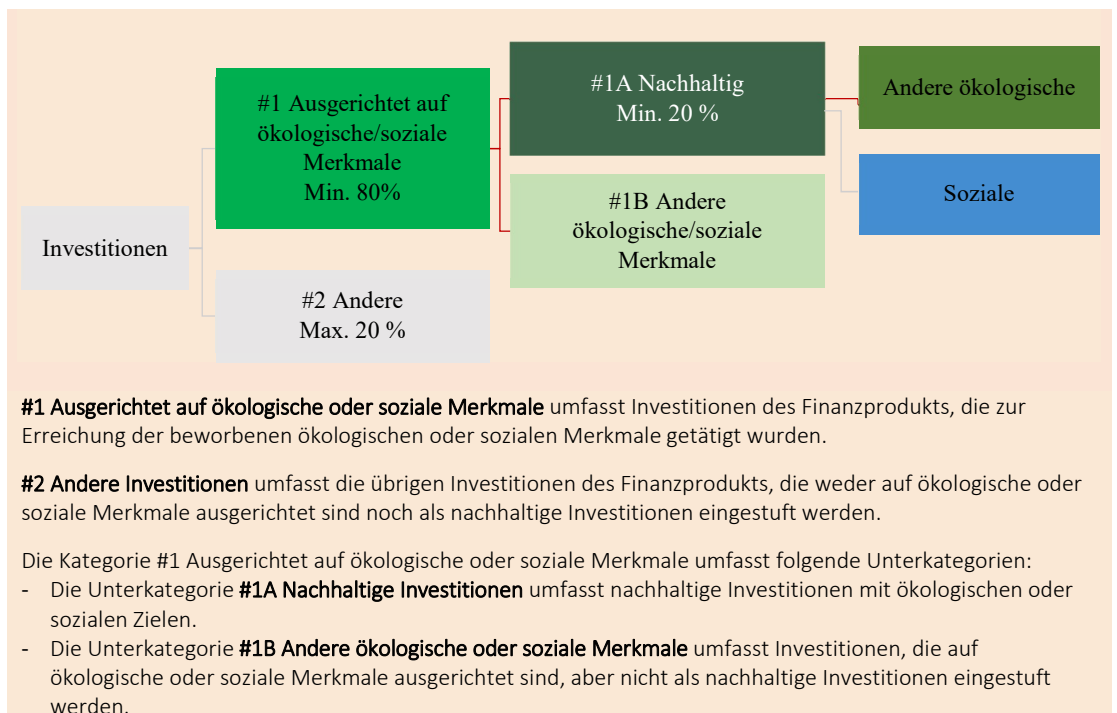 #1 Ausgerichtet auf
ökologische/soziale
Merkmale
Min. 80%
#1A Nachhaltig
Min. 20 %
Andere ökologische
Soziale
#1B Andere
ökologische/soziale
Merkmale
Investitionen
#2 Andere
Max. 20 %
#1 Ausgerichtet auf ökologische oder soziale Merkmale umfasst Investitionen des Finanzprodukts, die zur
Erreichung der beworbenen ökologischen oder sozialen Merkmale getätigt wurden.
#2 Andere Investitionen umfasst die übrigen Investitionen des Finanzprodukts, die weder auf ökologische oder
soziale Merkmale ausgerichtet sind noch als nachhaltige Investitionen eingestuft werden.
Die Kategorie #1 Ausgerichtet auf ökologische oder soziale Merkmale umfasst folgende Unterkategorien:
- Die Unterkategorie #1A Nachhaltige Investitionen umfasst nachhaltige Investitionen mit ökologischen oder
sozialen Zielen.
- Die Unterkategorie #1B Andere ökologische oder soziale Merkmale umfasst Investitionen, die auf
ökologische oder soziale Merkmale ausgerichtet sind, aber nicht als nachhaltige Investitionen eingestuft
werden.